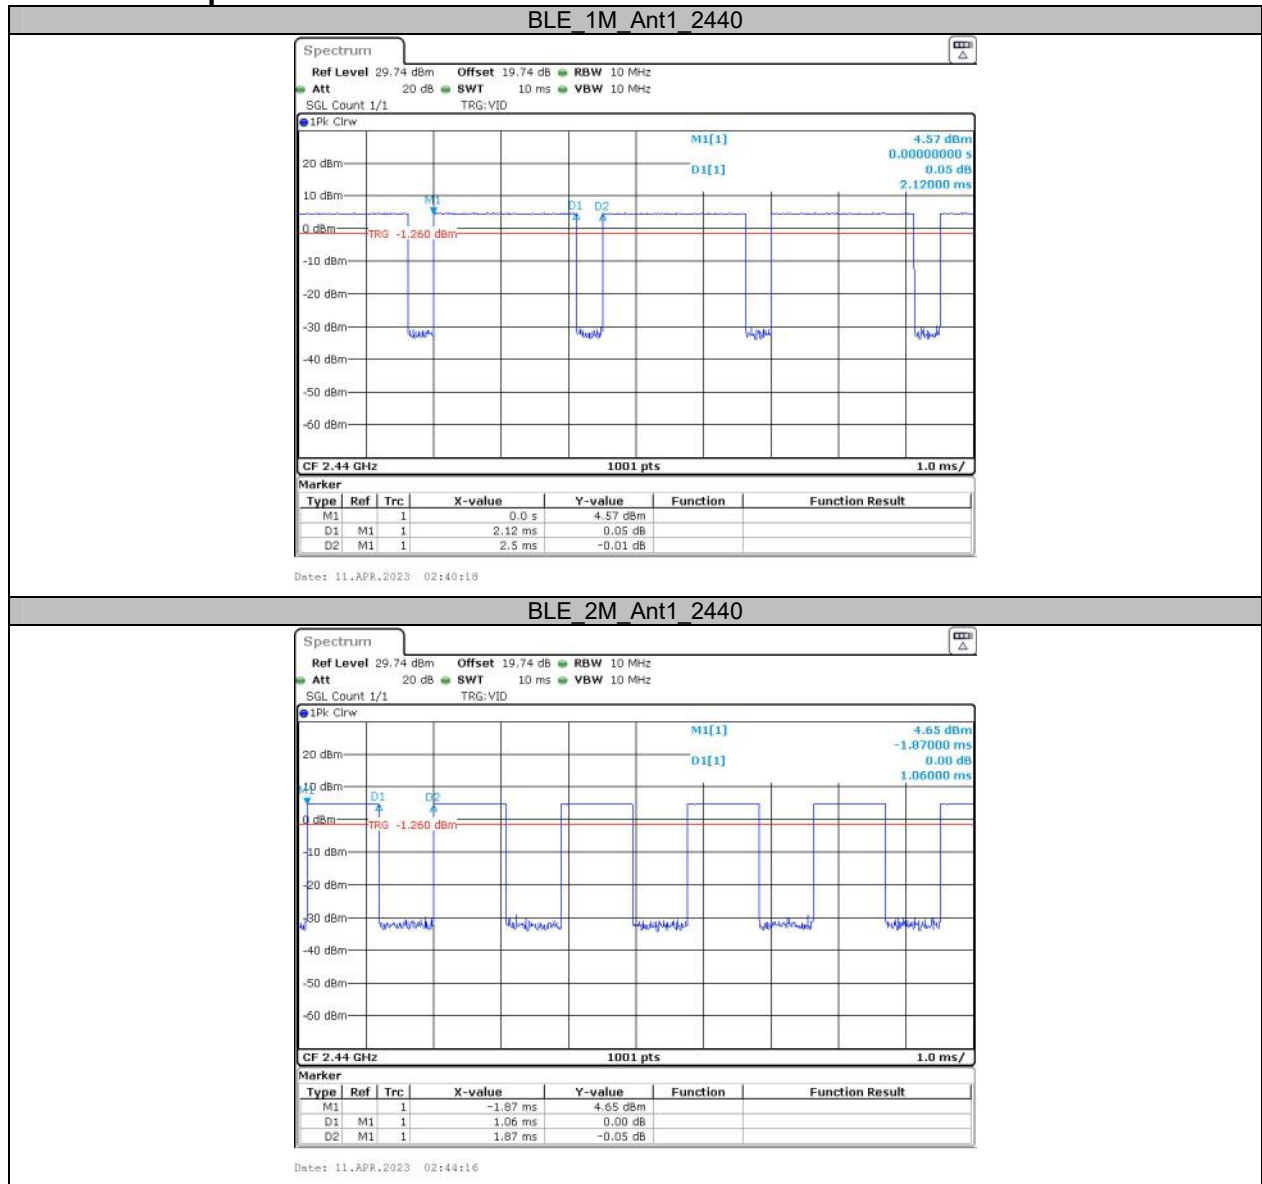 BLE_1M_Ant1_2440
Spectrum
Ref Level 29.74 dBm Offset 19.74 dB RBW 10 MHz
Att 20 dB SWT 10 ms VBW 10 MHz
SGL Count 1/1 TRG:VID
1Pk Clrw
M1[1] 4.57 dBm
0.00000000 s
20 dBm
D1[1] 0.05 dB
2.12000 ms
10 dBm
M1 D1 D2
0 dBm
TRG -1.260 dBm
-10 dBm
-20 dBm
-30 dBm
-40 dBm
-50 dBm
-60 dBm
CF 2.44 GHz 1001 pts 1.0 ms/
Marker
Type Ref Trc X-value Y-value Function Function Result
M1 1 0.0 s 4.57 dBm
D1 M1 1 2.12 ms 0.05 dB
D2 M1 1 2.5 ms -0.01 dB
Date: 11.APR.2023 02:40:18
BLE_2M_Ant1_2440
Spectrum
Ref Level 29.74 dBm Offset 19.74 dB RBW 10 MHz
Att 20 dB SWT 10 ms VBW 10 MHz
SGL Count 1/1 TRG:VID
1Pk Clrw
M1[1] 4.65 dBm
-1.87000 ms
20 dBm
D1[1] 0.00 dB
1.06000 ms
10 dBm
M1 D1 D2
0 dBm
TRG -1.260 dBm
-10 dBm
-20 dBm
-30 dBm
-40 dBm
-50 dBm
-60 dBm
CF 2.44 GHz 1001 pts 1.0 ms/
Marker
Type Ref Trc X-value Y-value Function Function Result
M1 1 -1.87 ms 4.65 dBm
D1 M1 1 1.06 ms 0.00 dB
D2 M1 1 1.87 ms -0.05 dB
Date: 11.APR.2023 02:44:16